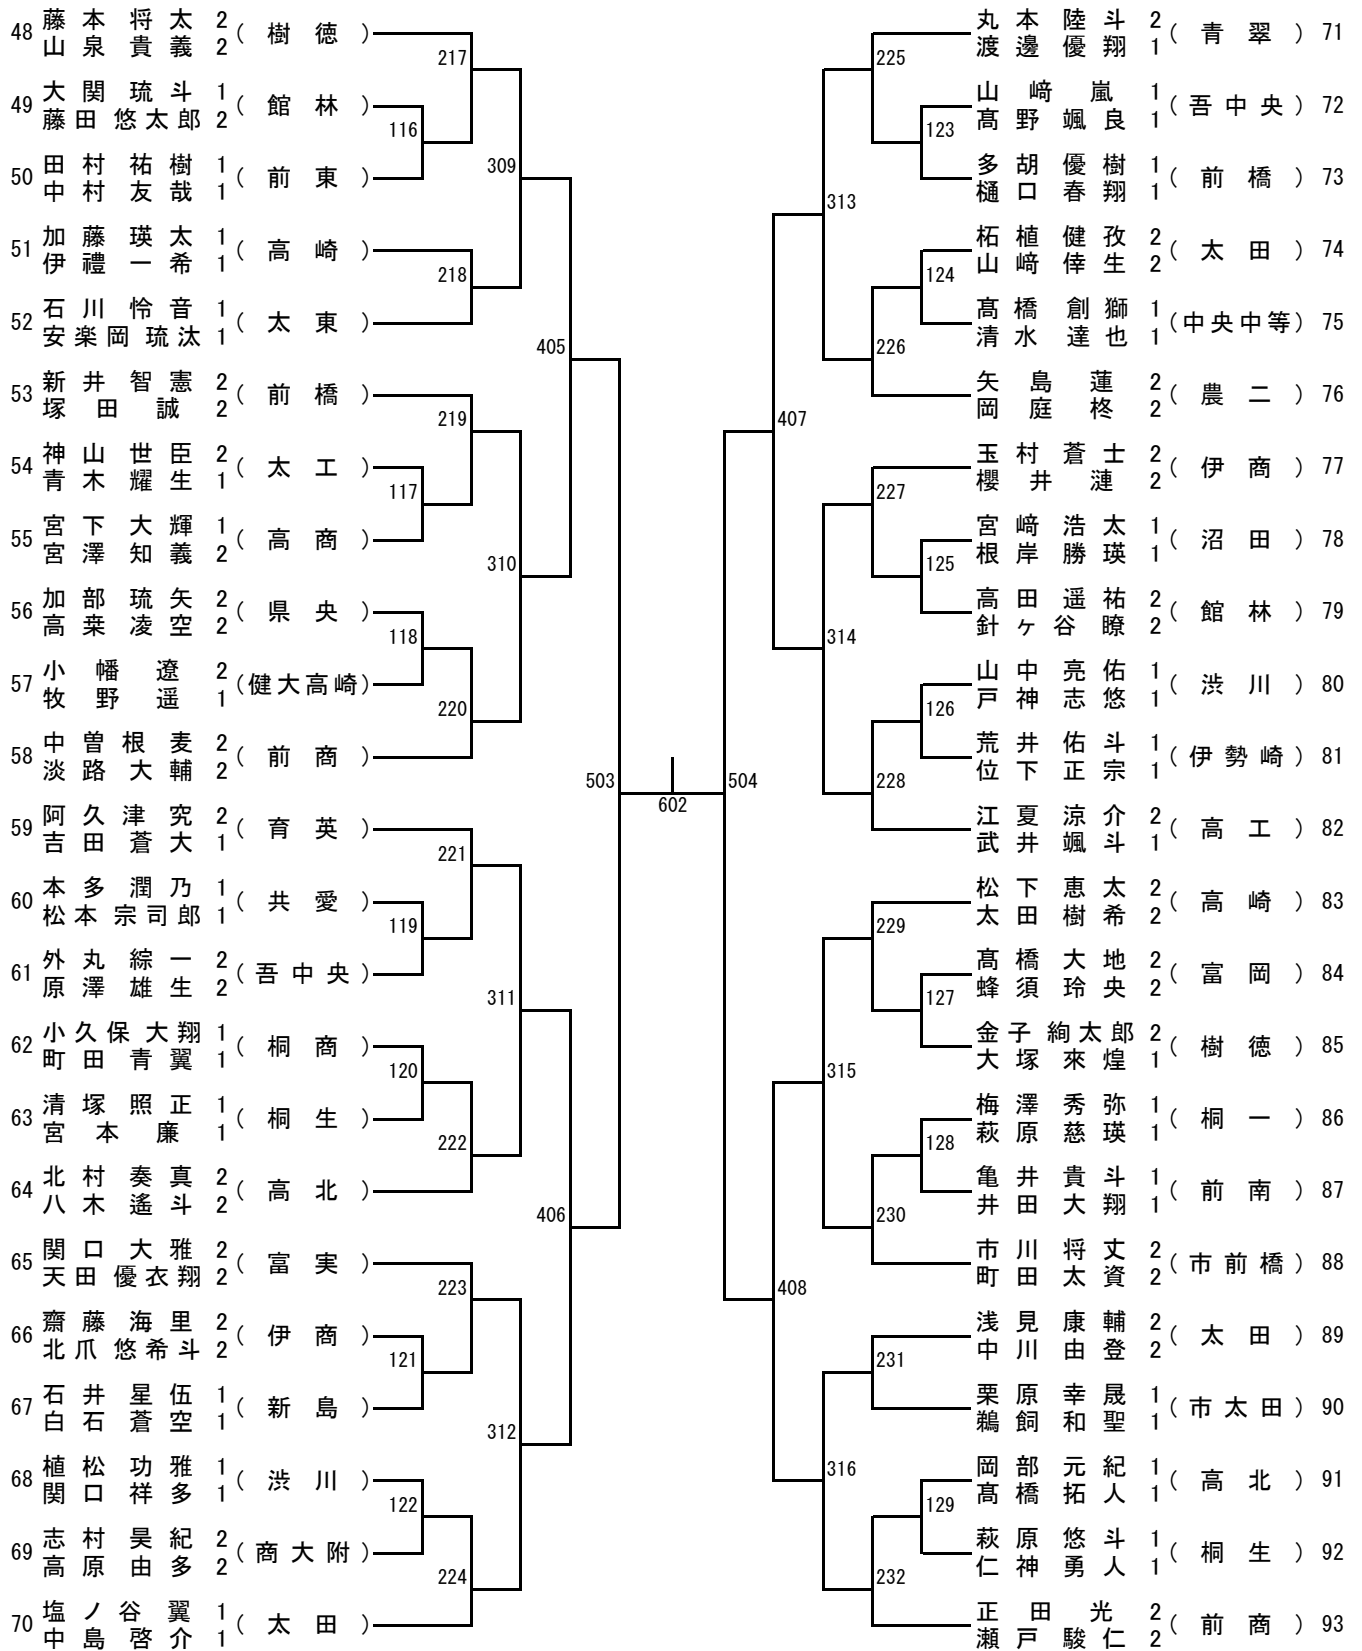 48 藤本将太 2 (樹徳)
山泉貴義 2
217
49 大関琉斗 1 (館林)
藤田悠太郎 2
116
50 田村祐樹 1 (前東)
中村友哉 1
309
51 加藤瑛太 1 (高崎)
伊禮一希 1
218
52 石川怜音 1 (太東)
安楽岡琉汰 1
405
53 新井智憲 2 (前橋)
塚田誠 2
219
54 神山世臣 2 (太工)
青木耀生 1
117
55 宮下大輝 1 (高商)
宮澤知義 2
310
56 加部琉矢 2 (県央)
高桒凌空 2
118
57 小幡遼 2 (健大高崎)
牧野遥 1
220
58 中曽根麦 2 (前商)
淡路大輔 2
503
59 阿久津究 2 (育英)
吉田蒼大 1
221
60 本多潤乃 1 (共愛)
松本宗司郎 1
119
61 外丸綜一 2 (吾中央)
原澤雄生 2
311
62 小久保大翔 1 (桐商)
町田青翼 1
120
63 清塚照正 1 (桐生)
宮本廉 1
222
64 北村奏真 2 (高北)
八木遙斗 2
406
65 関口大雅 2 (富実)
天田優衣翔 2
223
66 齋藤海里 2 (伊商)
北爪悠希斗 2
121
67 石井星伍 1 (新島)
白石蒼空 1
312
68 植松功雅 1 (渋川)
関口祥多 1
122
69 志村昊紀 2 (商大附)
高原由多 2
224
70 塩ノ谷翼 1 (太田)
中島啓介 1
602
丸本陸斗 2 (青翠) 71
渡邊優翔 1
225
山﨑嵐 1 (吾中央) 72
髙野颯良 1
123
多胡優樹 1 (前橋) 73
樋口春翔 1
313
柘植健孜 2 (太田) 74
山﨑倖生 2
124
髙橋創獅 1 (中央中等) 75
清水達也 1
226
矢島蓮 2 (農二) 76
岡庭柊 2
407
玉村蒼士 2 (伊商) 77
櫻井漣 2
227
宮﨑浩太 1 (沼田) 78
根岸勝瑛 1
125
高田遥祐 2 (館林) 79
針ヶ谷瞭 2
314
山中亮佑 1 (渋川) 80
戸神志悠 1
126
荒井佑斗 1 (伊勢崎) 81
位下正宗 1
504
228
江夏涼介 2 (高工) 82
武井颯斗 1
松下恵太 2 (高崎) 83
太田樹希 2
229
髙橋大地 2 (富岡) 84
蜂須玲央 2
127
金子絢太郎 2 (樹徳) 85
大塚來煌 1
315
梅澤秀弥 1 (桐一) 86
萩原慈瑛 1
128
亀井貴斗 1 (前南) 87
井田大翔 1
230
市川将丈 2 (市前橋) 88
町田太資 2
408
浅見康輔 2 (太田) 89
中川由登 2
231
栗原幸晟 1 (市太田) 90
鵜飼和聖 1
316
岡部元紀 1 (高北) 91
髙橋拓人 1
129
萩原悠斗 1 (桐生) 92
仁神勇人 1
232
正田光 2 (前商) 93
瀬戸駿仁 2